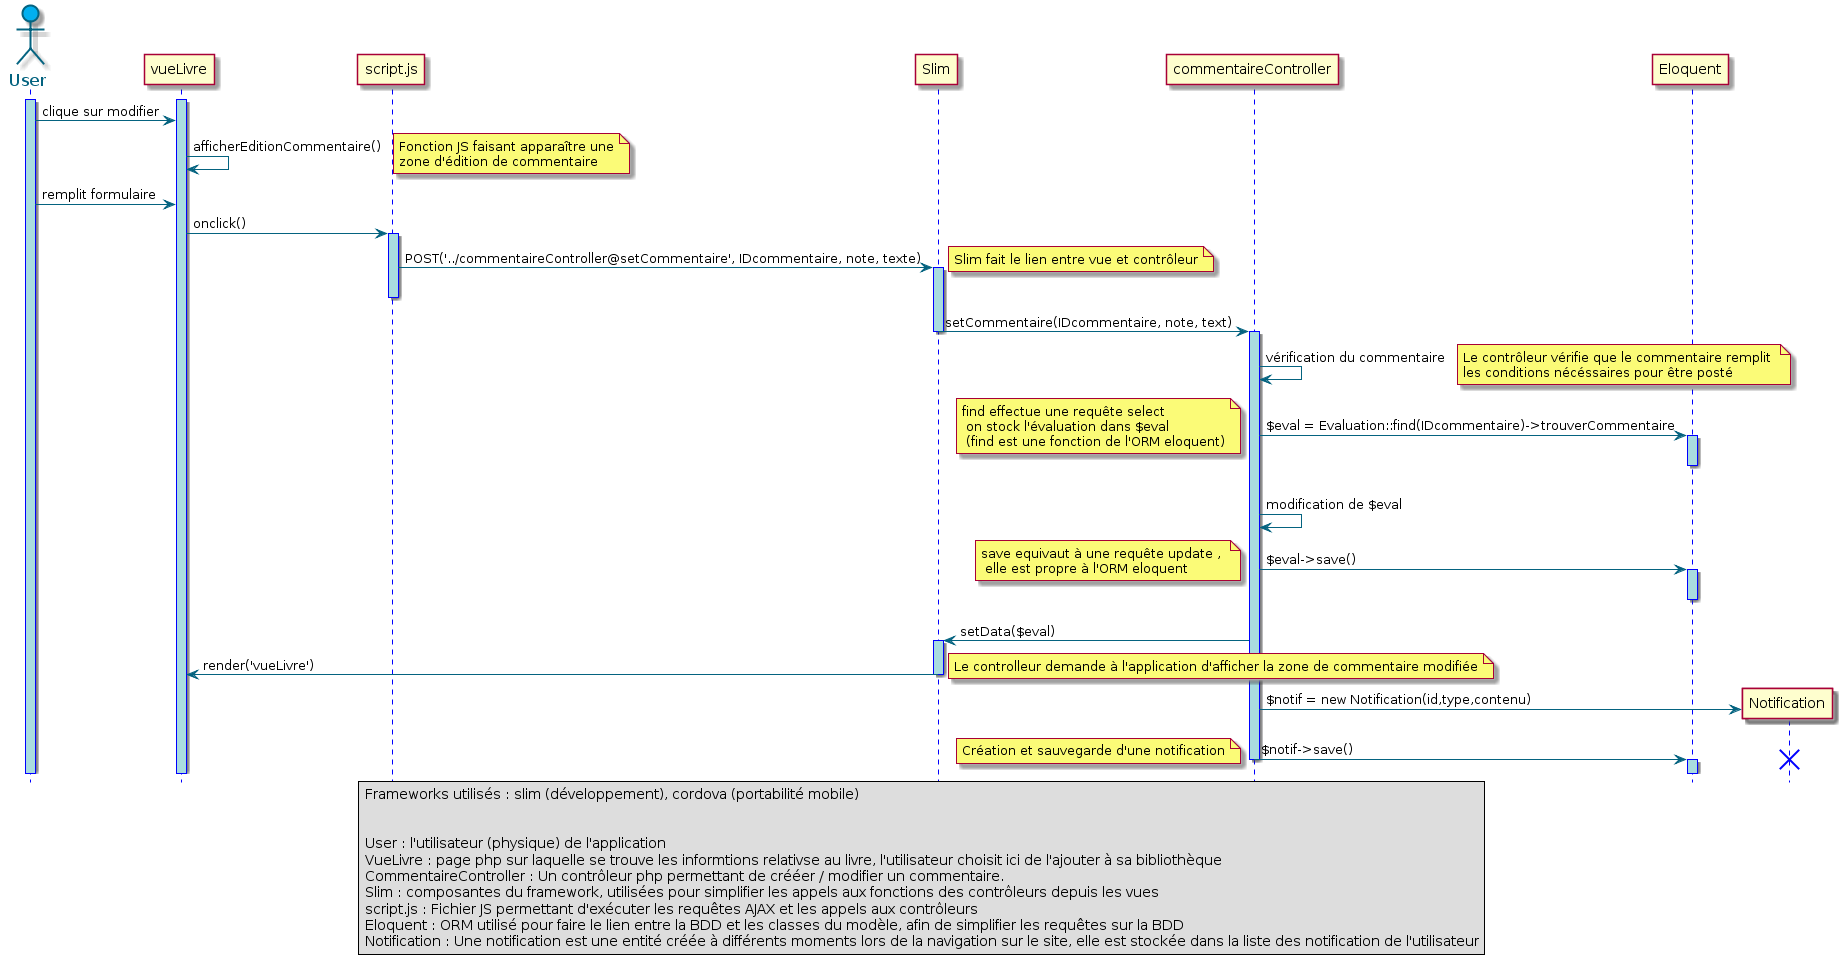 User
vueLivre
script.js
Slim
commentaireController
Eloquent
clique sur modifier
afficherEditionCommentaire()
Fonction JS faisant apparaître une
zone d'édition de commentaire
remplit formulaire
onclick()
POST('../commentaireController@setCommentaire', IDcommentaire, note, texte)
Slim fait le lien entre vue et contrôleur
setCommentaire(IDcommentaire, note, text)
vérification du commentaire
Le contrôleur vérifie que le commentaire remplit
les conditions nécéssaires pour être posté
find effectue une requête select
on stock l'évaluation dans $eval
(find est une fonction de l'ORM eloquent)
$eval = Evaluation::find(IDcommentaire)->trouverCommentaire
modification de $eval
save equivaut à une requête update ,
elle est propre à l'ORM eloquent
$eval->save()
setData($eval)
render('vueLivre')
Le controlleur demande à l'application d'afficher la zone de commentaire modifiée
$notif = new Notification(id,type,contenu)
Notification
Création et sauvegarde d'une notification
$notif->save()
Frameworks utilisés : slim (développement), cordova (portabilité mobile)
User : l'utilisateur (physique) de l'application
VueLivre : page php sur laquelle se trouve les informtions relativse au livre, l'utilisateur choisit ici de l'ajouter à sa bibliothèque
CommentaireController : Un contrôleur php permettant de crééer / modifier un commentaire.
Slim : composantes du framework, utilisées pour simplifier les appels aux fonctions des contrôleurs depuis les vues
script.js : Fichier JS permettant d'exécuter les requêtes AJAX et les appels aux contrôleurs
Eloquent : ORM utilisé pour faire le lien entre la BDD et les classes du modèle, afin de simplifier les requêtes sur la BDD
Notification : Une notification est une entité créée à différents moments lors de la navigation sur le site, elle est stockée dans la liste des notification de l'utilisateur